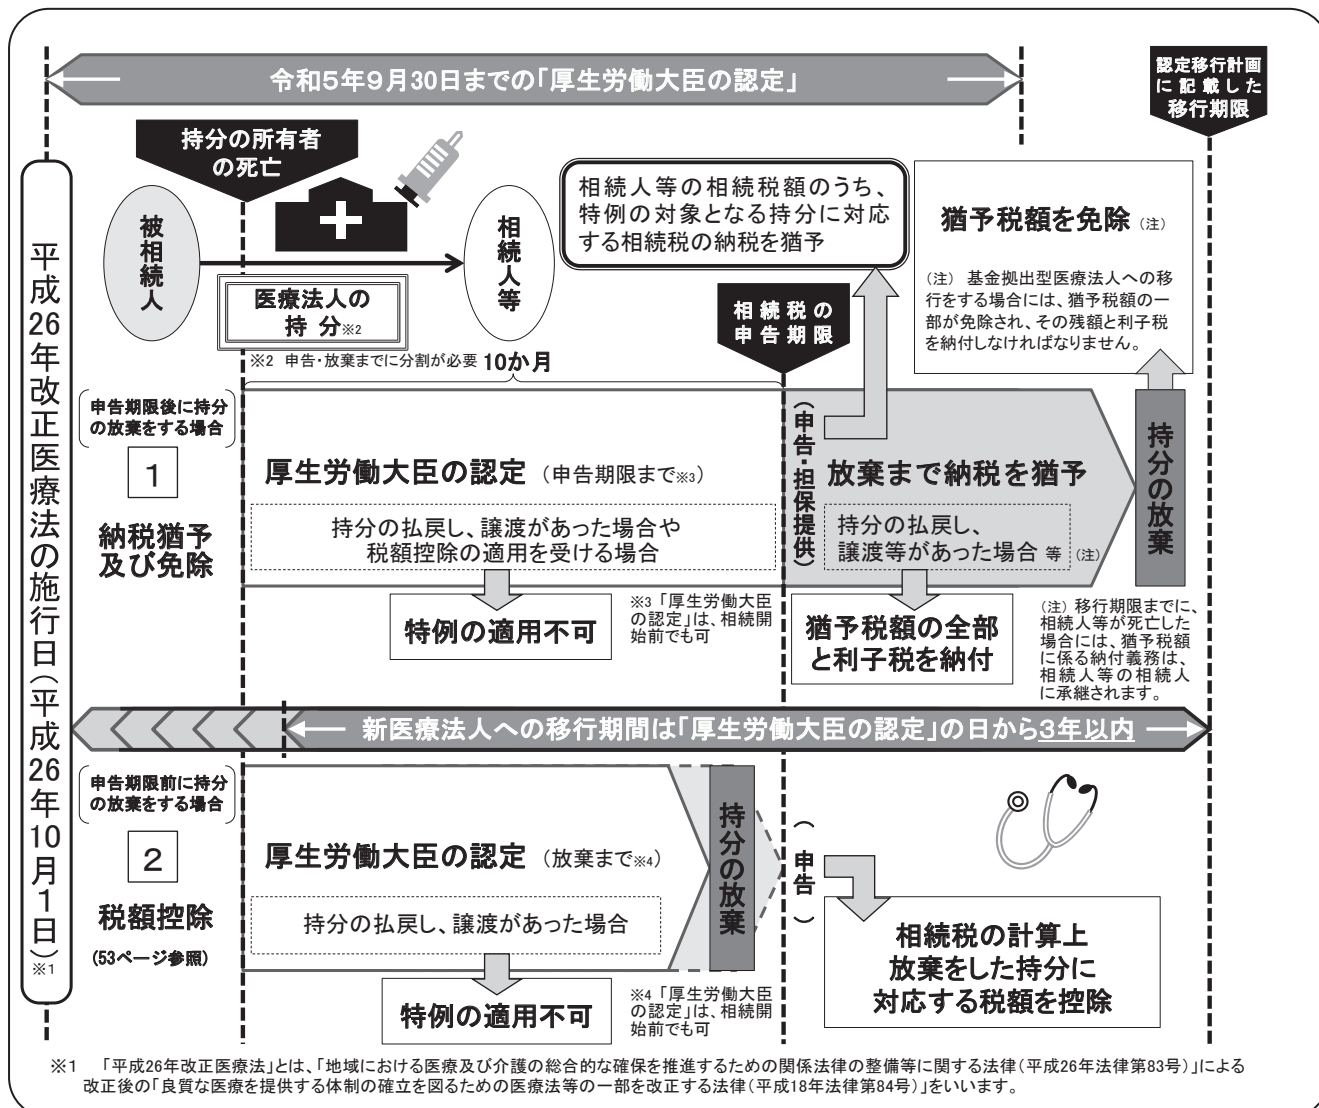 令和5年9月30日までの「厚生労働大臣の認定」
認定移行計画
に記載した
移行期限
持分の所有者
の死亡
平成26年改正医療法の施行日(平成26年10月1日)※1
被相続人
相続人等
医療法人の
持 分※2
※2 申告・放棄までに分割が必要
10か月
相続人等の相続税額のうち、
特例の対象となる持分に対応
する相続税の納税を猶予
相続税の
申告期限
猶予税額を免除(注)
(注) 基金拠出型医療法人への移
行をする場合には、猶予税額の一
部が免除され、その残額と利子税
を納付しなければなりません。
申告期限後に持分
の放棄をする場合
1
納税猶予
及び免除
厚生労働大臣の認定(申告期限まで※3)
持分の払戻し、譲渡があった場合や
税額控除の適用を受ける場合
特例の適用不可
※3「厚生労働大臣
の認定」は、相続開
始前でも可
(申告・担保提供)
放棄まで納税を猶予
持分の払戻し、
譲渡等があった場合 等(注)
猶予税額の全部
と利子税を納付
持分の放棄
(注) 移行期限までに、
相続人等が死亡した
場合には、猶予税額
に係る納付義務は、
相続人等の相続人
に承継されます。
新医療法人への移行期間は「厚生労働大臣の認定」の日から3年以内
申告期限前に持分
の放棄をする場合
2
税額控除
(53ページ参照)
厚生労働大臣の認定(放棄まで※4)
持分の払戻し、譲渡があった場合
特例の適用不可
※4「厚生労働大臣
の認定」は、相続開
始前でも可
持分の放棄
(申告)
相続税の計算上
放棄をした持分に
対応する税額を控除
※1 「平成26年改正医療法」とは、「地域における医療及び介護の総合的な確保を推進するための関係法律の整備等に関する法律(平成26年法律第83号)」による
改正後の「良質な医療を提供する体制の確立を図るための医療法等の一部を改正する法律(平成18年法律第84号)」をいいます。